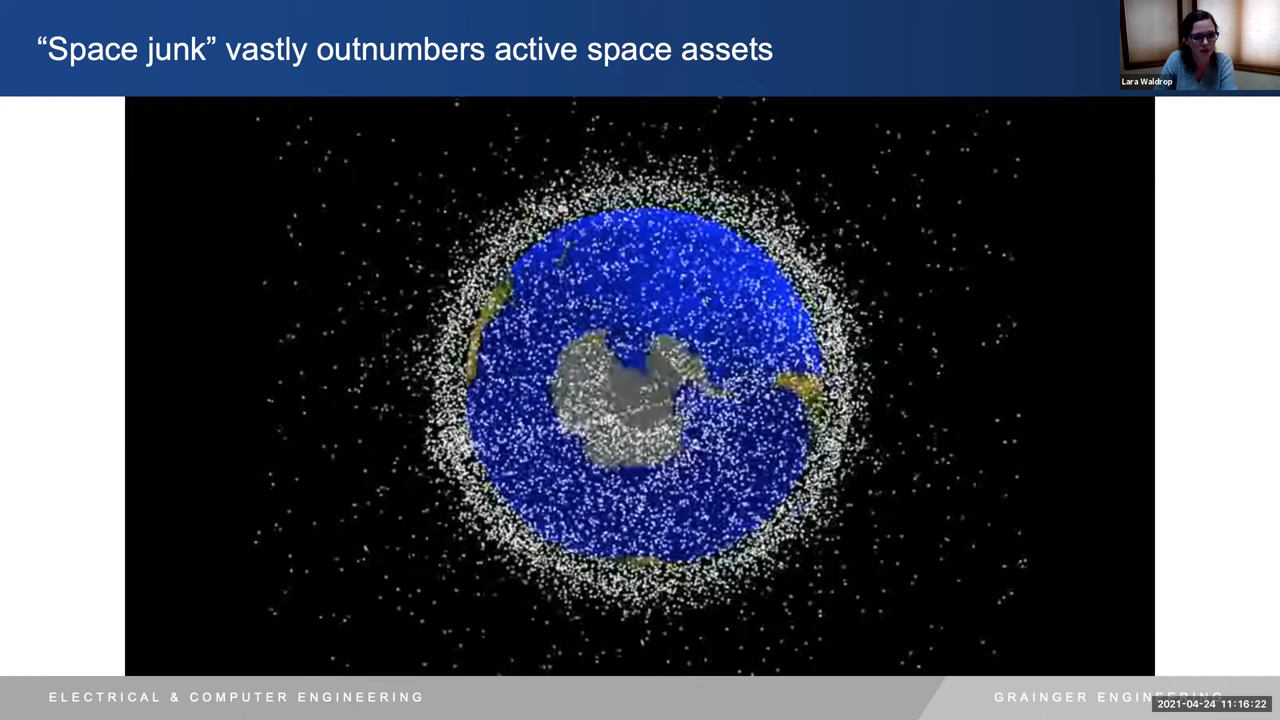 “Space junk” vastly outnumbers active space assets
Lara Waldrop
ELECTRICAL & COMPUTER ENGINEERING
GRAINGER ENGINEERING
2021-04-24 11:16:22